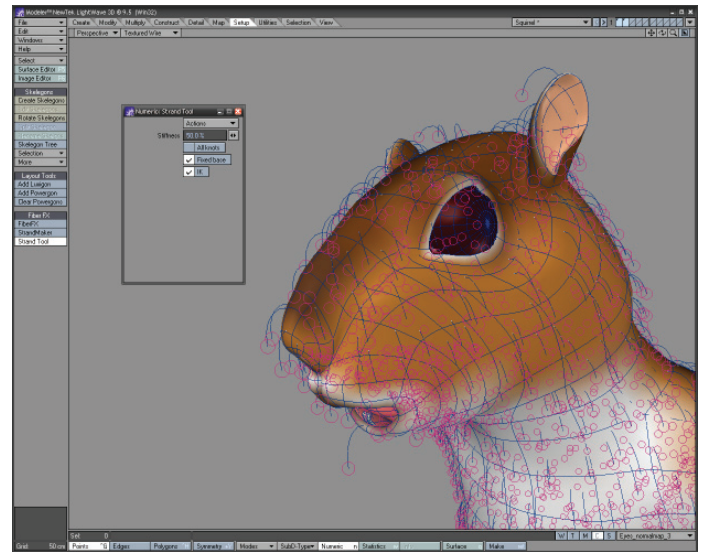 Modeler™ NewTek LightWave 3D ® 9.5 (Win32)
File Create Modify Multiply Construct Detail Map Setup Utilities Selection View Squirrel * 1
Edit Perspective Textured Wire
Windows
Help
Select
Surface Editor
Image Editor
Skelegons
Create Skelegons
Rotate Skelegons
Skelegon Tree
Selection
More
Layout Tools
Add Luxigon
Add Powergon
Clear Powergons
Fiber FX
FiberFX
StrandMaker
Strand Tool
Numeric: Strand Tool
Actions
Stiffness 50.0 %
All knots
Fixed base
IK
Sel: 0 W T M C S Eyes_normalmap_3
Points ^G Edges Polygons Symmetry Modes SubD-Type Numeric n Statistics Surface Make
Grid: 50 cm